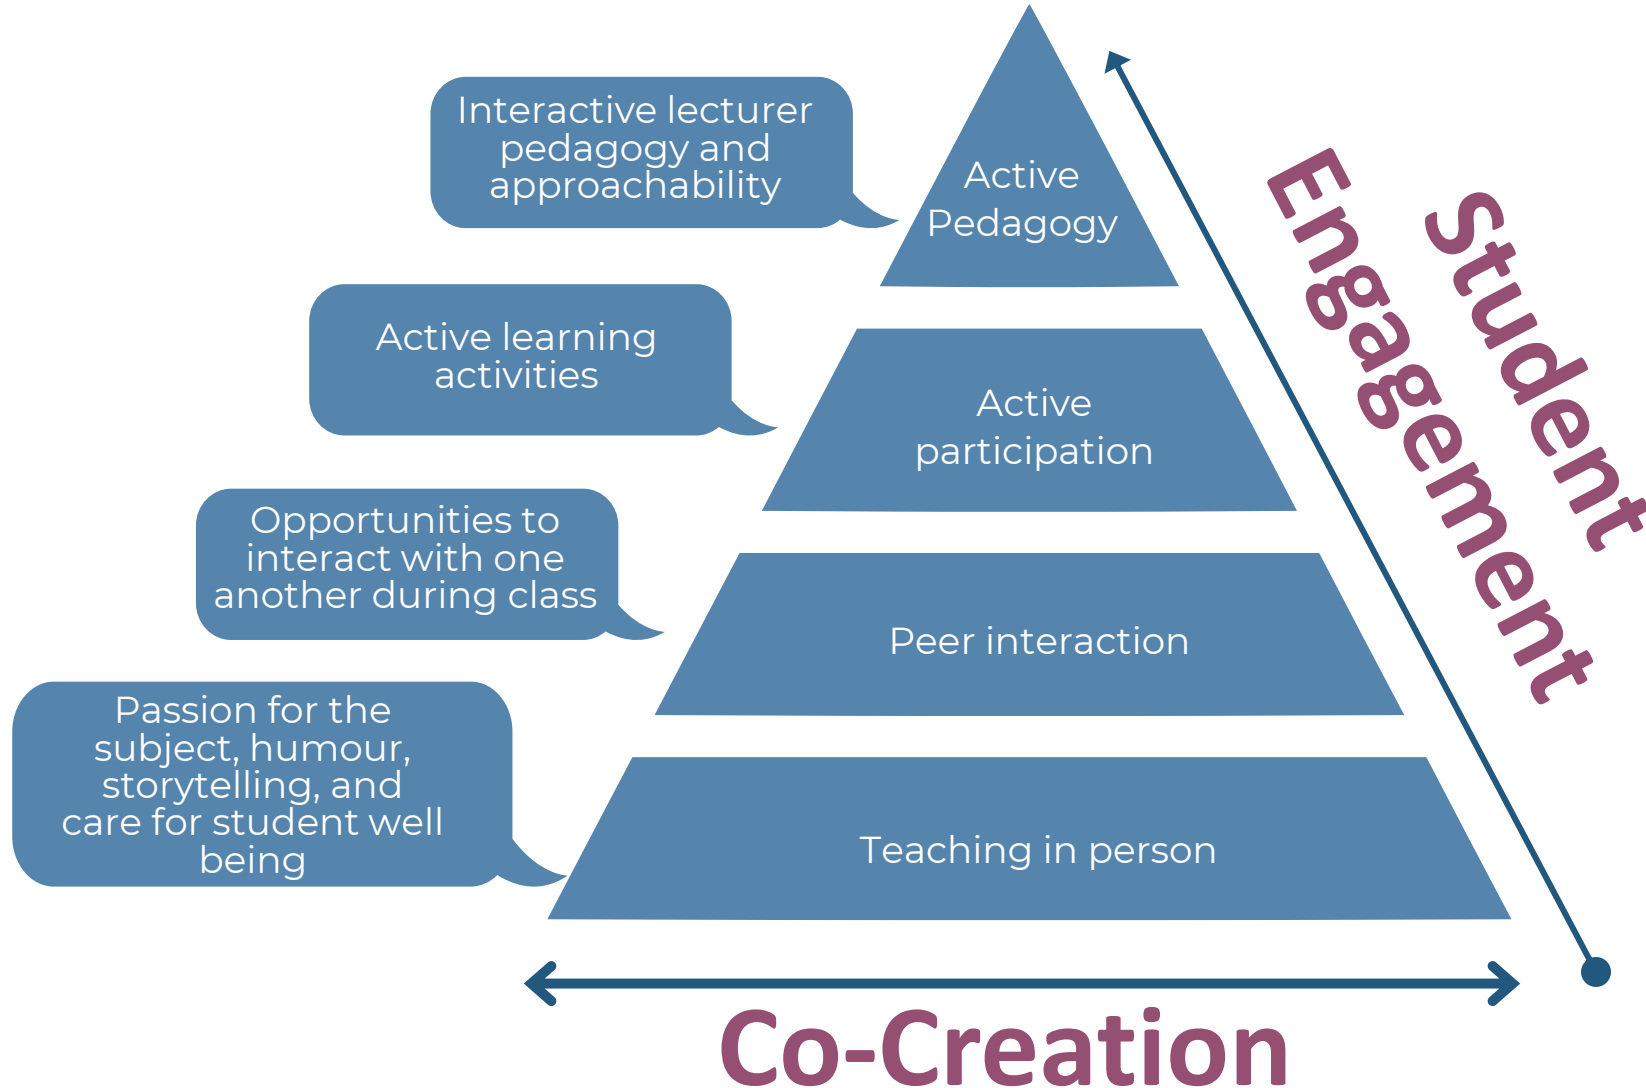 Interactive lecturer
pedagogy and
approachability
Active
Pedagogy
Active learning
activities
Active
participation
Opportunities to
interact with one
another during class
Peer interaction
Passion for the
subject, humour,
storytelling, and
care for student well
being
Teaching in person
Student
Engagement
Co-Creation